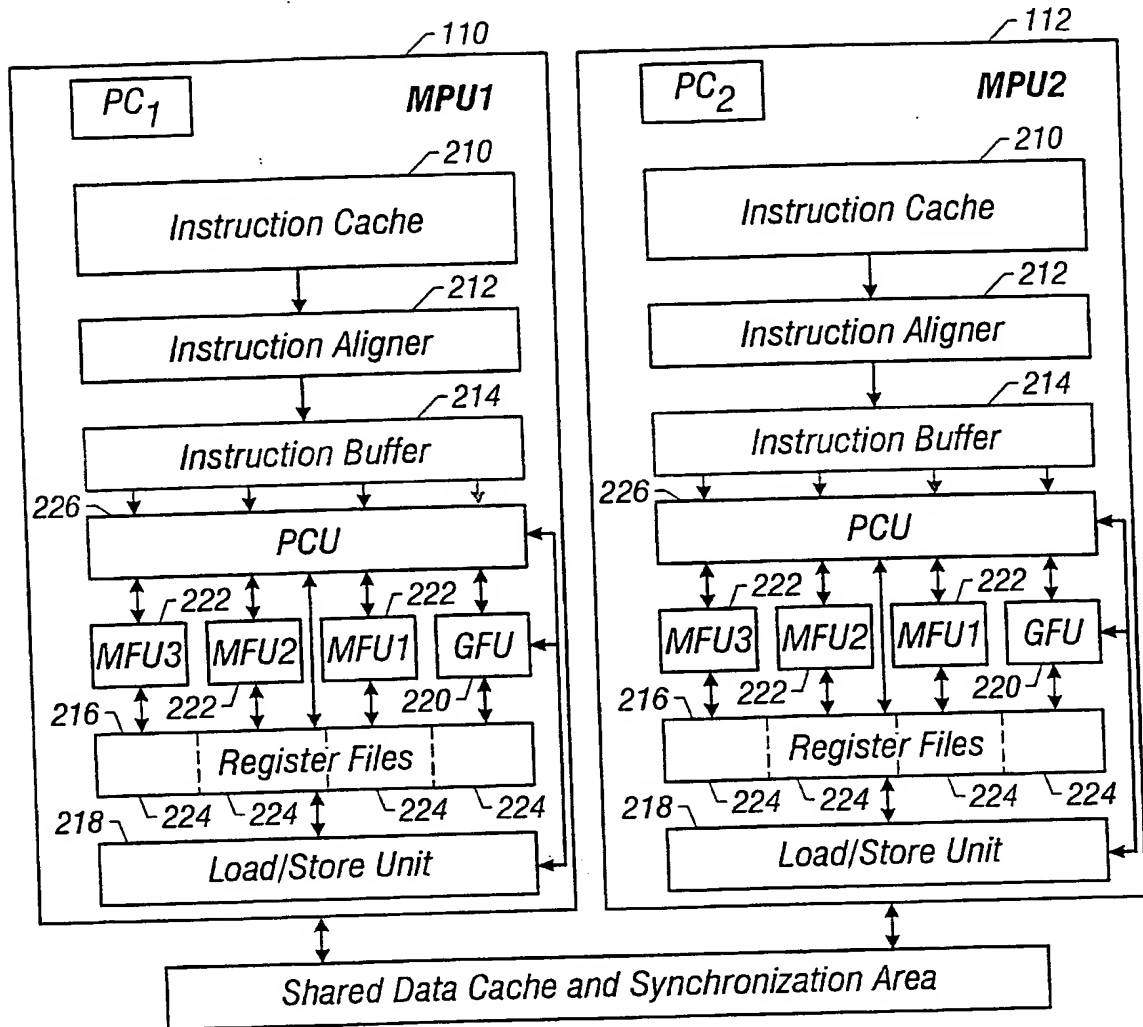 110
112
PC1
MPU1
PC2
MPU2
210
210
Instruction Cache
Instruction Cache
212
212
Instruction Aligner
Instruction Aligner
214
214
Instruction Buffer
Instruction Buffer
226
226
PCU
PCU
222
222
222
222
MFU3
MFU2
MFU1
GFU
MFU3
MFU2
MFU1
GFU
216
222
220
216
222
220
Register Files
Register Files
218
224
224
224
224
218
224
224
224
224
Load/Store Unit
Load/Store Unit
Shared Data Cache and Synchronization Area